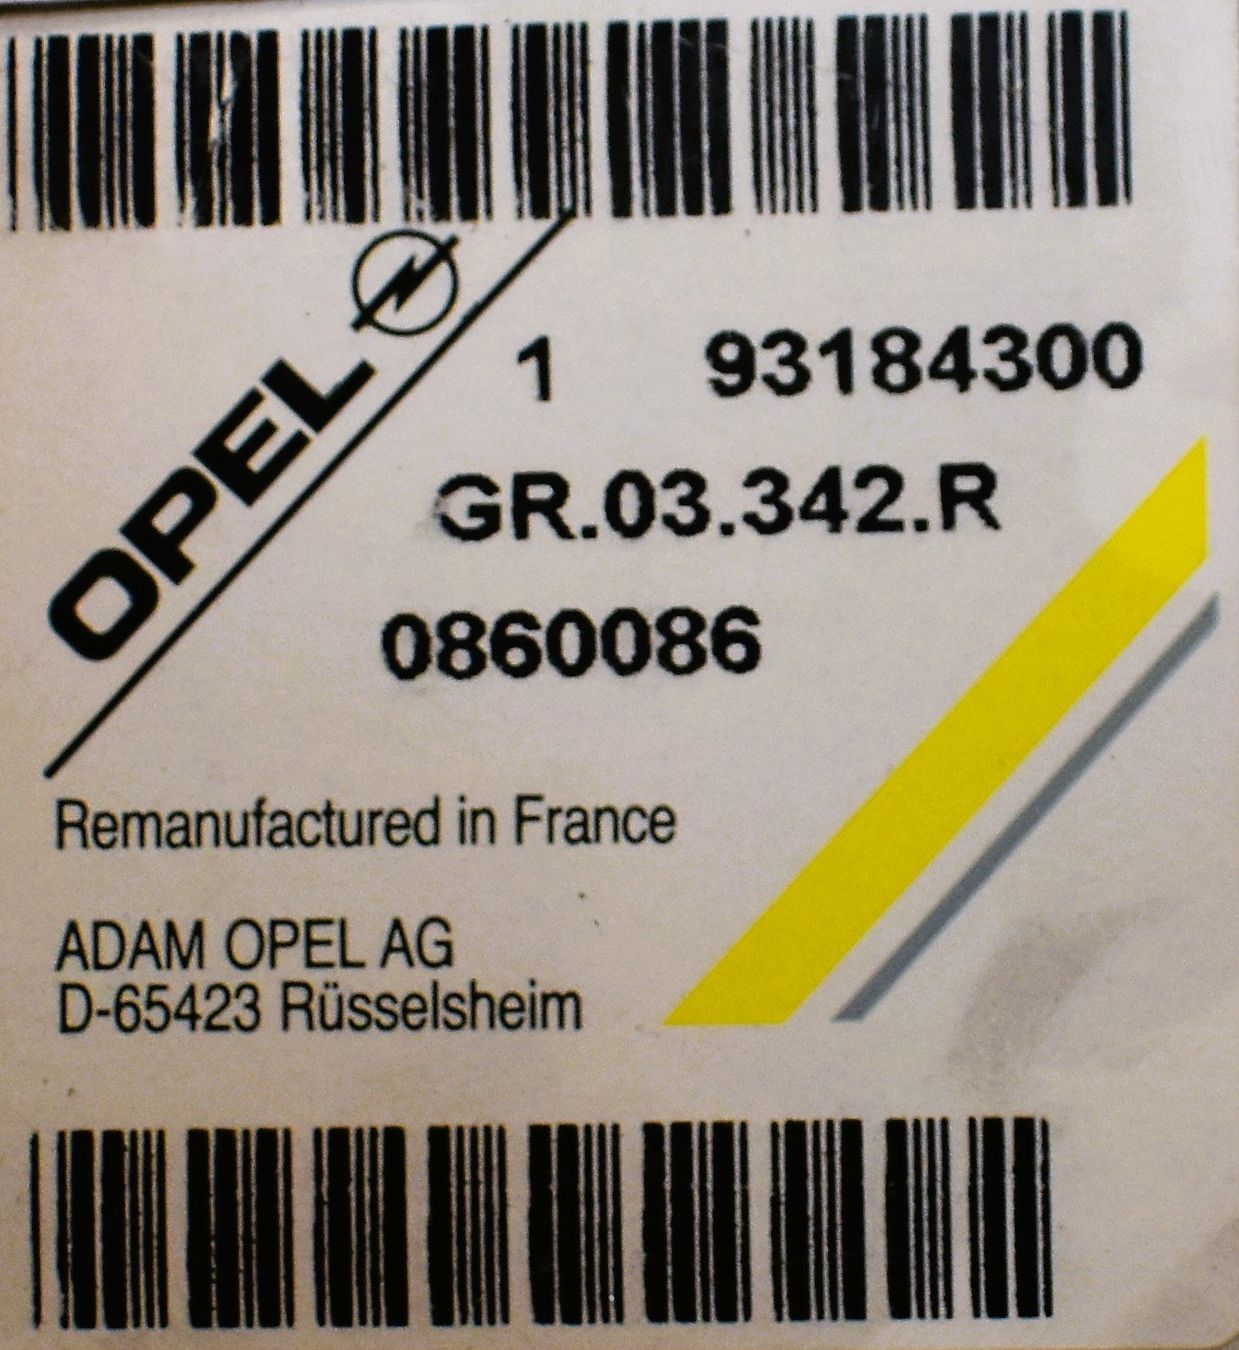 OPEL
1 93184300
GR.03.342.R
0860086
Remanufactured in France
ADAM OPEL AG
D-65423 Rüsselsheim